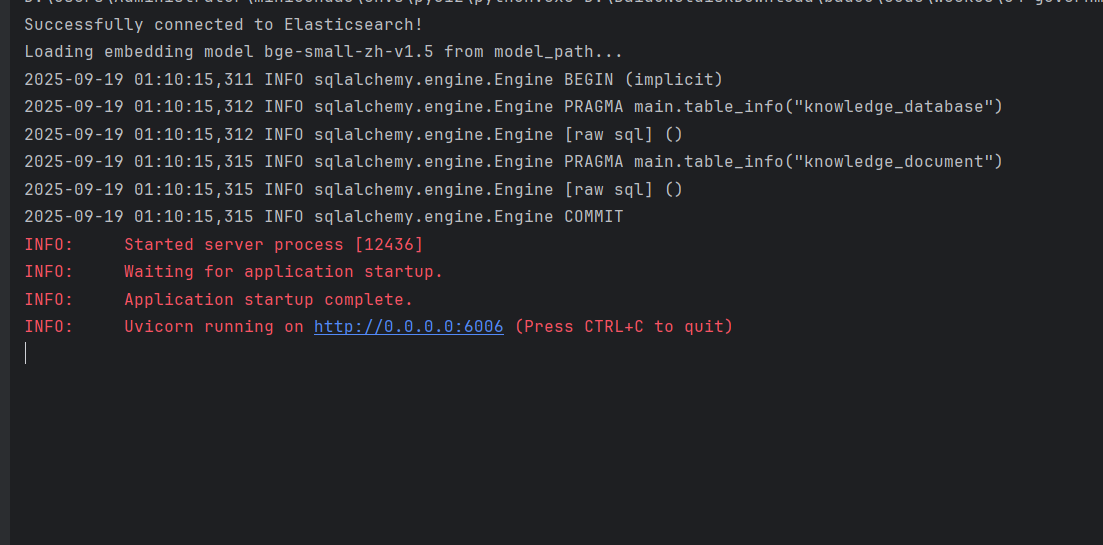 Successfully connected to Elasticsearch!
Loading embedding model bge-small-zh-v1.5 from model_path...
2025-09-19 01:10:15,311 INFO sqlalchemy.engine.Engine BEGIN (implicit)
2025-09-19 01:10:15,312 INFO sqlalchemy.engine.Engine PRAGMA main.table_info("knowledge_database")
2025-09-19 01:10:15,312 INFO sqlalchemy.engine.Engine [raw sql] ()
2025-09-19 01:10:15,315 INFO sqlalchemy.engine.Engine PRAGMA main.table_info("knowledge_document")
2025-09-19 01:10:15,315 INFO sqlalchemy.engine.Engine [raw sql] ()
2025-09-19 01:10:15,315 INFO sqlalchemy.engine.Engine COMMIT
INFO:     Started server process [12436]
INFO:     Waiting for application startup.
INFO:     Application startup complete.
INFO:     Uvicorn running on http://0.0.0.0:6006 (Press CTRL+C to quit)